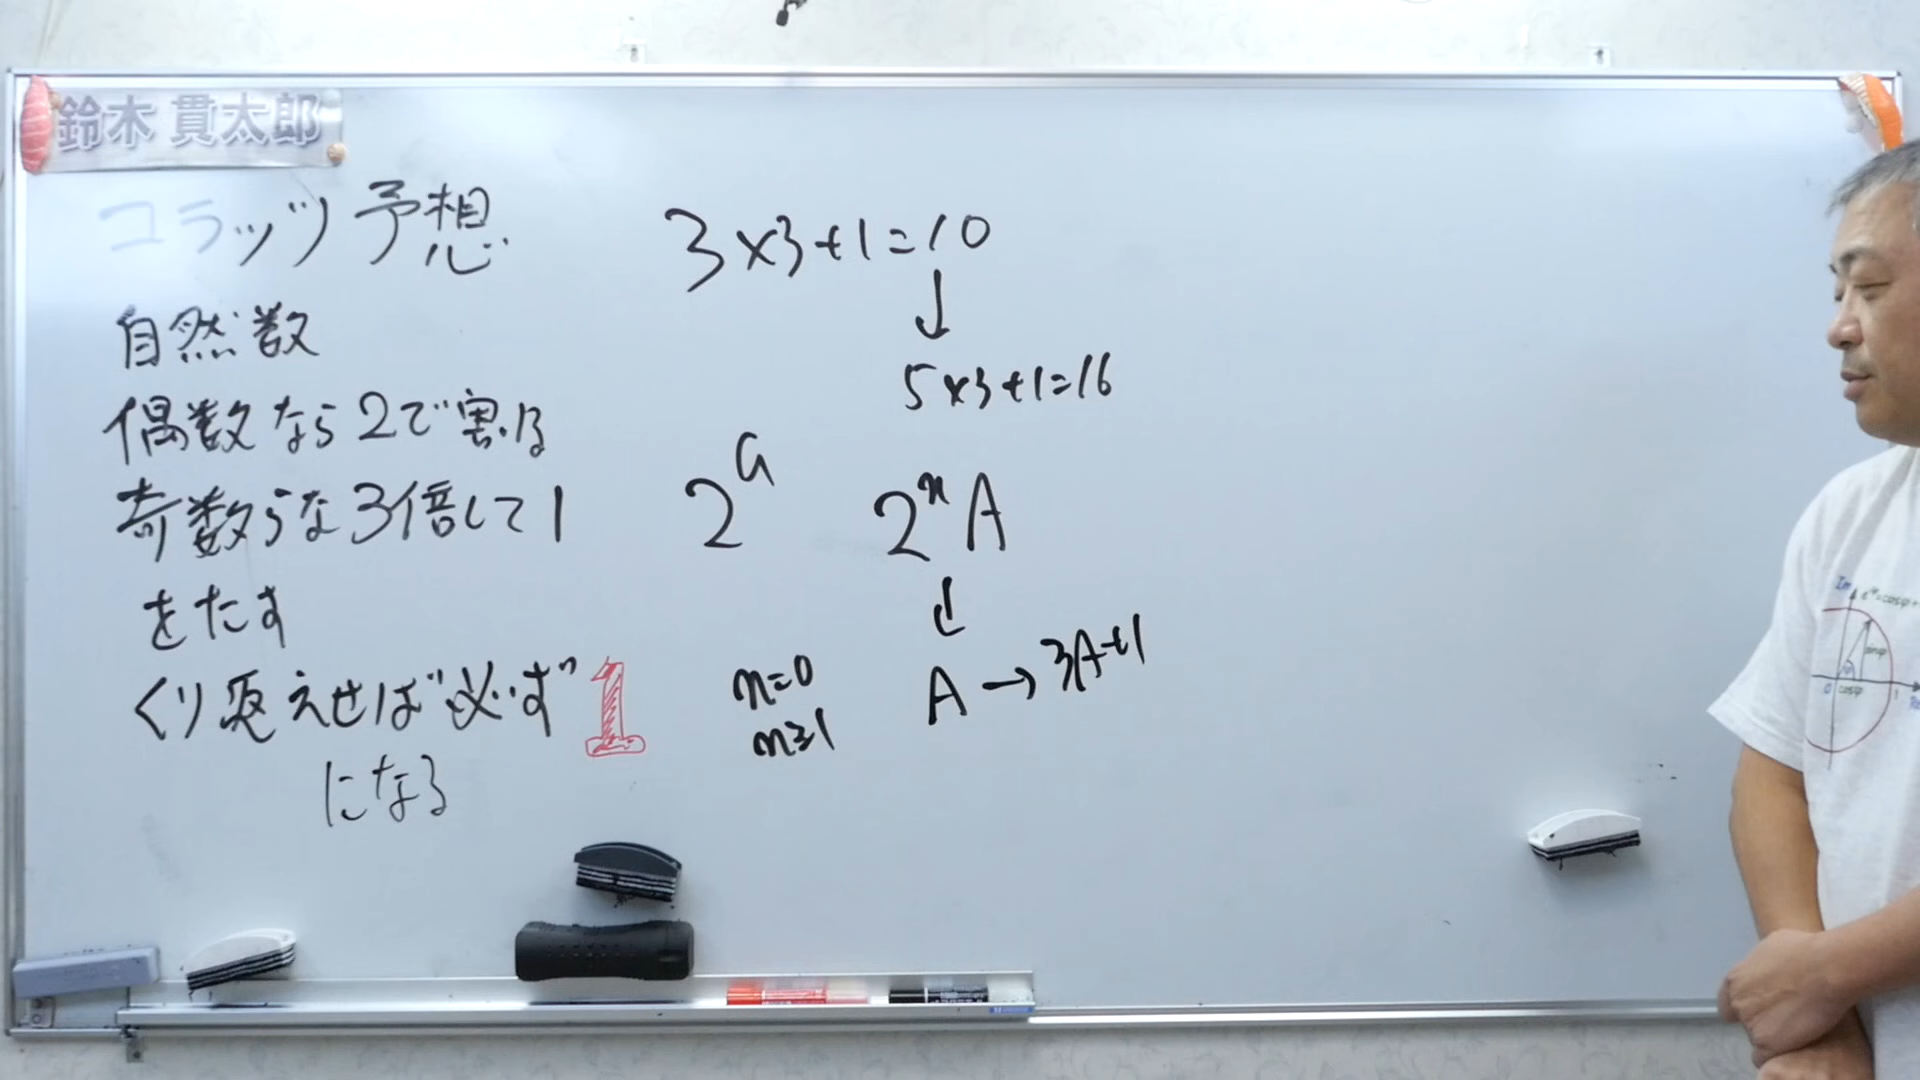 鈴木 貫太郎
コラッツ予想
自然数
偶数なら2で割る
奇数らな3倍して1
をたす
くり返えせば"必ず"1
になる
3×3+1=10
↓
5×3+1=16
2^a 2^n A
↓
n=0
n≧1
A→3A+1